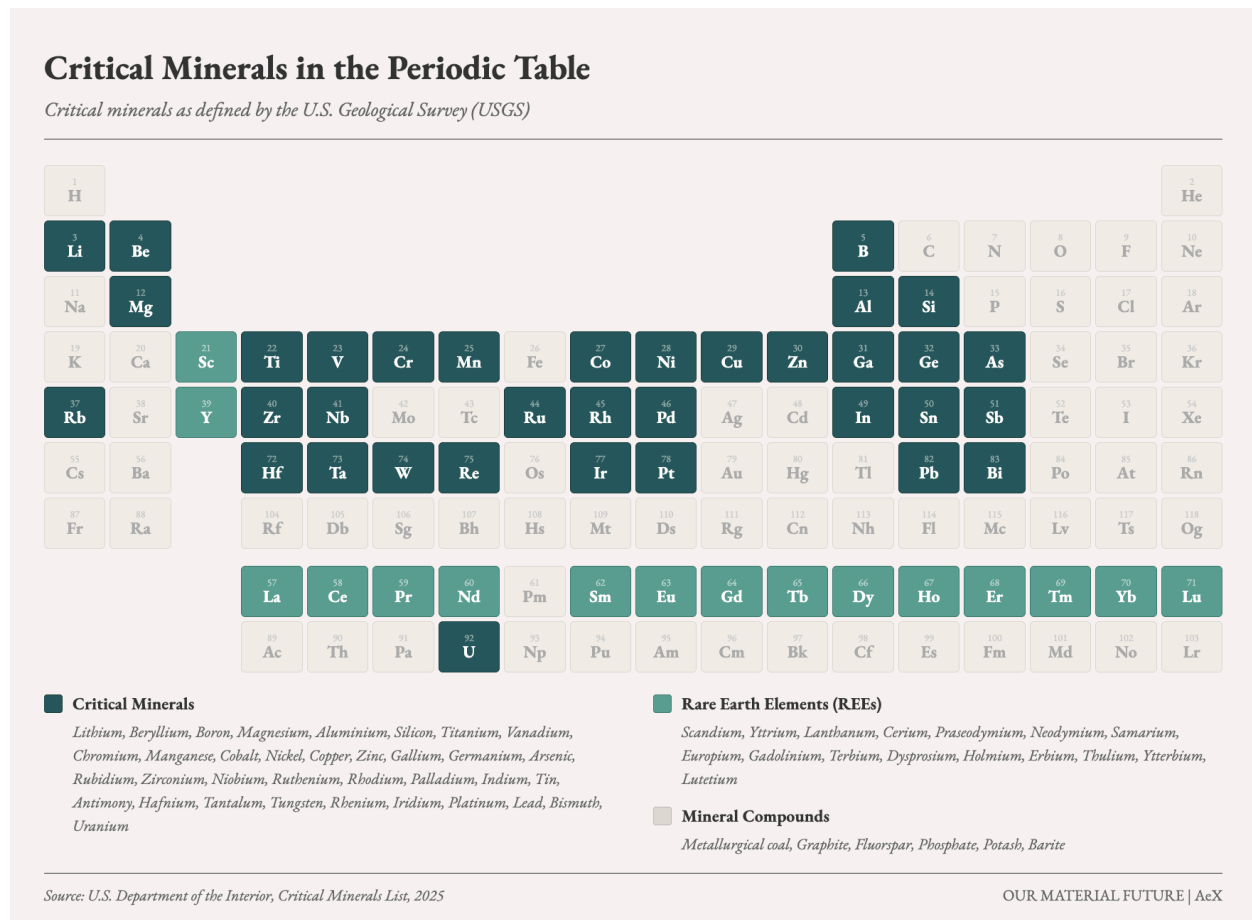 Critical Minerals in the Periodic Table
Critical minerals as defined by the U.S. Geological Survey (USGS)
1 2
H He
3 4 5 6 7 8 9 10
Li Be B C N O F Ne
11 12 13 14 15 16 17 18
Na Mg Al Si P S Cl Ar
19 20 21 22 23 24 25 26 27 28 29 30 31 32 33 34 35 36
K Ca Sc Ti V Cr Mn Fe Co Ni Cu Zn Ga Ge As Se Br Kr
37 38 39 40 41 42 43 44 45 46 47 48 49 50 51 52 53 54
Rb Sr Y Zr Nb Mo Tc Ru Rh Pd Ag Cd In Sn Sb Te I Xe
55 56 72 73 74 75 76 77 78 79 80 81 82 83 84 85 86
Cs Ba Hf Ta W Re Os Ir Pt Au Hg Tl Pb Bi Po At Rn
87 88 104 105 106 107 108 109 110 111 112 113 114 115 116 117 118
Fr Ra Rf Db Sg Bh Hs Mt Ds Rg Cn Nh Fl Mc Lv Ts Og
57 58 59 60 61 62 63 64 65 66 67 68 69 70 71
La Ce Pr Nd Pm Sm Eu Gd Tb Dy Ho Er Tm Yb Lu
89 90 91 92 93 94 95 96 97 98 99 100 101 102 103
Ac Th Pa U Np Pu Am Cm Bk Cf Es Fm Md No Lr
Critical Minerals
Lithium, Beryllium, Boron, Magnesium, Aluminium, Silicon, Titanium, Vanadium,
Chromium, Manganese, Cobalt, Nickel, Copper, Zinc, Gallium, Germanium, Arsenic,
Rubidium, Zirconium, Niobium, Ruthenium, Rhodium, Palladium, Indium, Tin,
Antimony, Hafnium, Tantalum, Tungsten, Rhenium, Iridium, Platinum, Lead, Bismuth,
Uranium
Rare Earth Elements (REEs)
Scandium, Yttrium, Lanthanum, Cerium, Praseodymium, Neodymium, Samarium,
Europium, Gadolinium, Terbium, Dysprosium, Holmium, Erbium, Thulium, Ytterbium,
Lutetium
Mineral Compounds
Metallurgical coal, Graphite, Fluorspar, Phosphate, Potash, Barite
Source: U.S. Department of the Interior, Critical Minerals List, 2025
OUR MATERIAL FUTURE | AeX